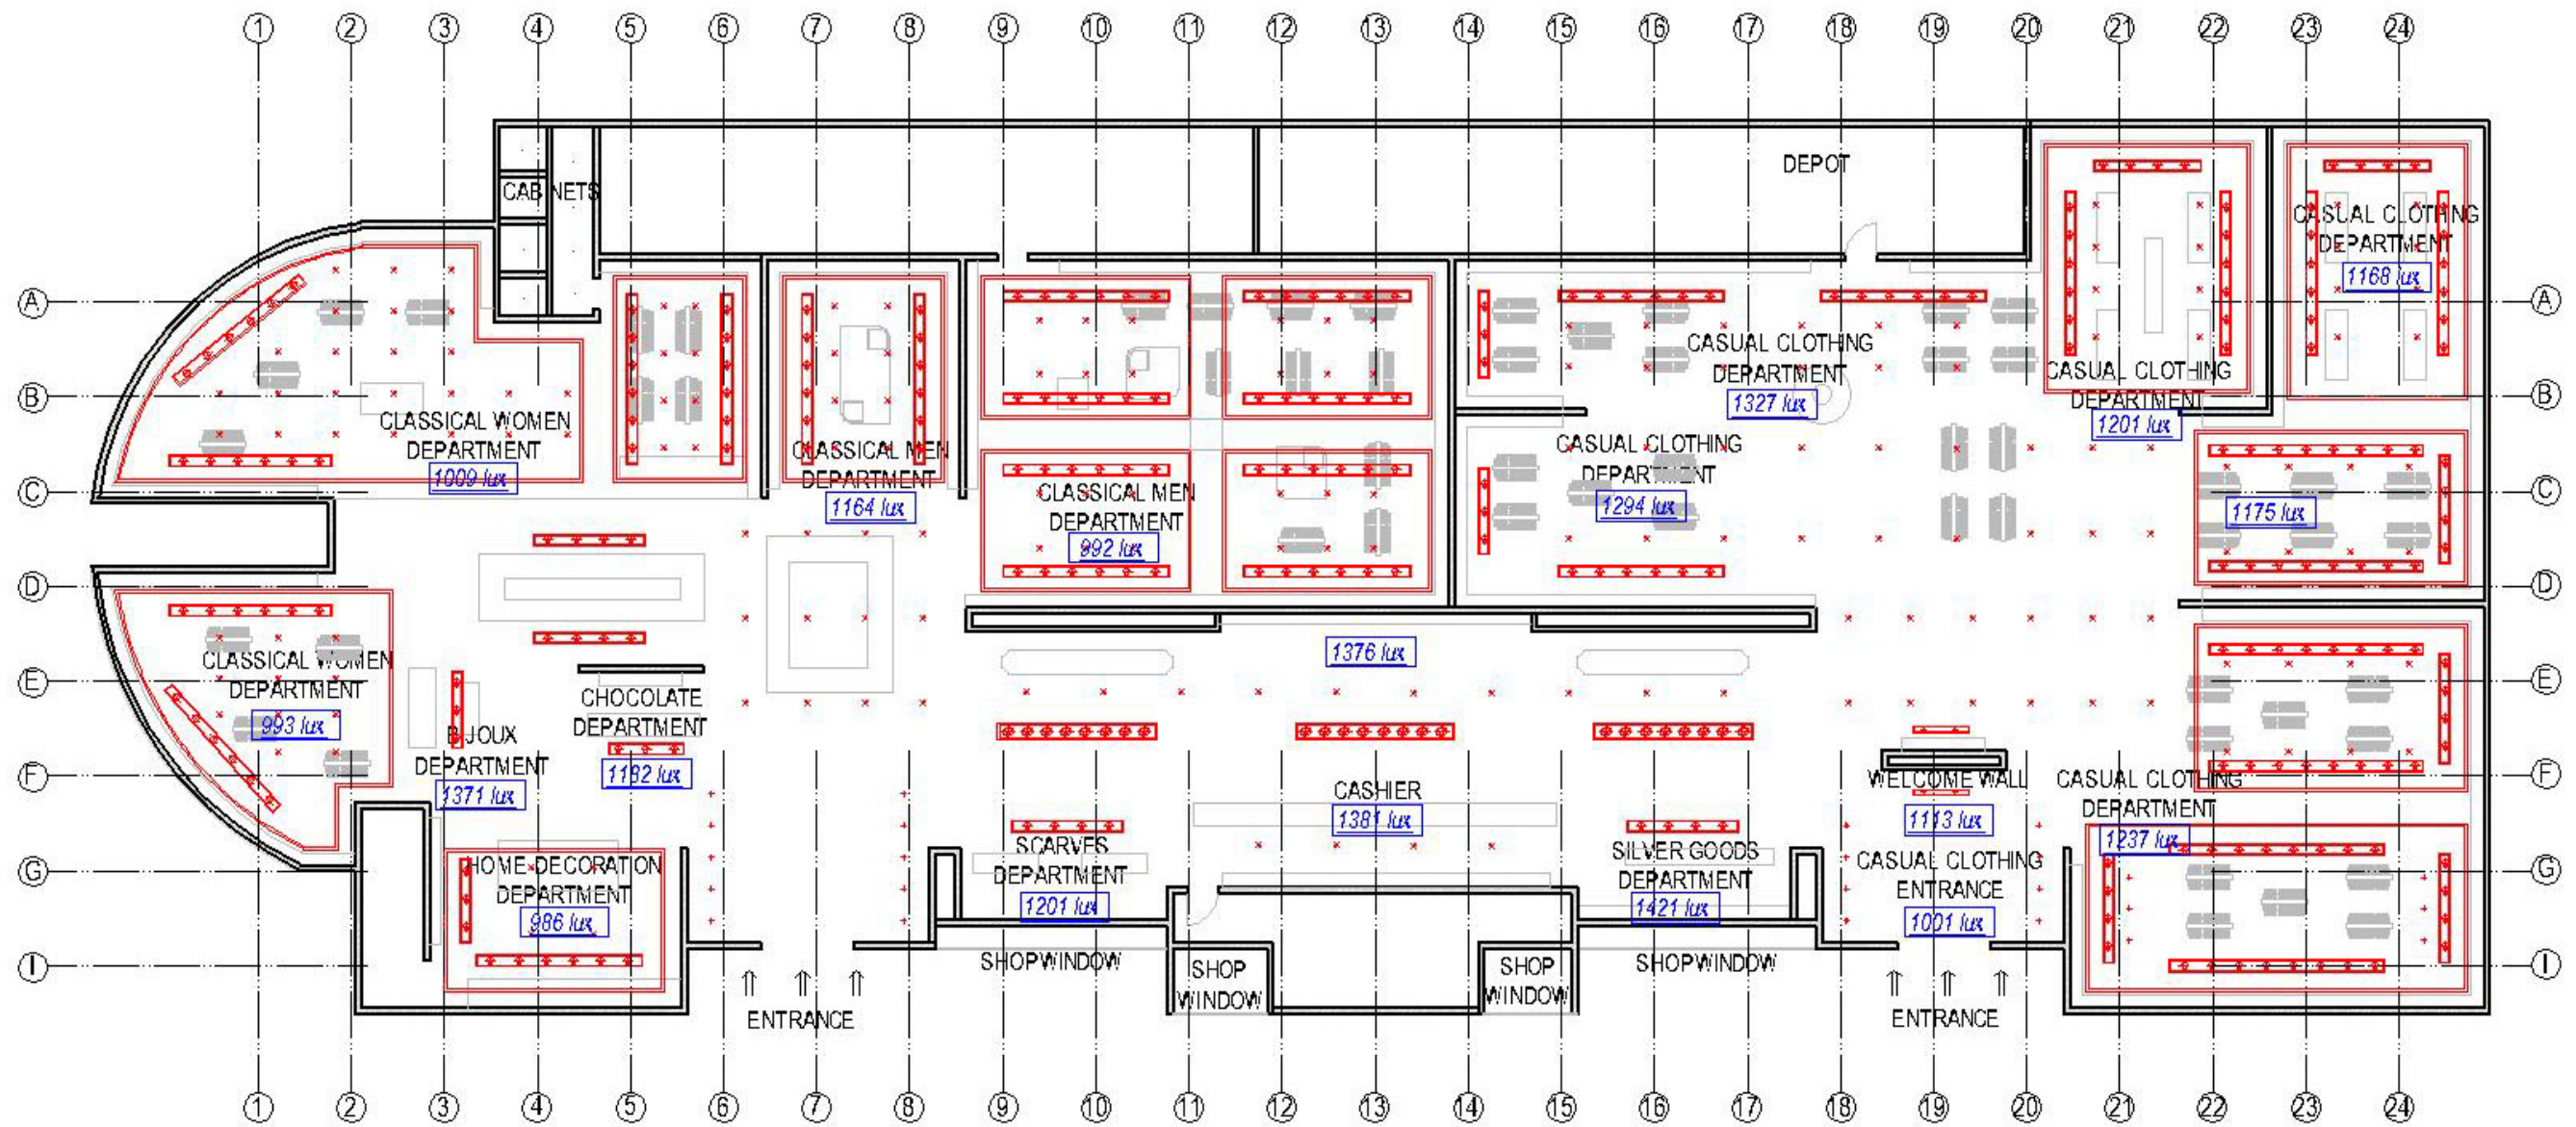 1 2 3 4 5 6 7 8 9 10 11 12 13 14 15 16 17 18 19 20 21 22 23 24
DEPOT
CABINETS
CASUAL CLOTHING
DEPARTMENT
1168 lux
A A
CASUAL CLOTHING
DEPARTMENT
1327 lux
CASUAL CLOTHING
DEPARTMENT
1201 lux
B B
CLASSICAL WOMEN
DEPARTMENT
1009 lux
CLASSICAL MEN
DEPARTMENT
1164 lux
CLASSICAL MEN
DEPARTMENT
992 lux
CASUAL CLOTHING
DEPARTMENT
1294 lux
1175 lux
C C
D D
CLASSICAL WOMEN
DEPARTMENT
993 lux
1376 lux
E E
CHOCOLATE
DEPARTMENT
1182 lux
BIJOUX
DEPARTMENT
1371 lux
F F
CASHIER
1381 lux
WELCOME WALL
1113 lux
CASUAL CLOTHING
DEPARTMENT
1237 lux
HOME DECORATION
DEPARTMENT
986 lux
SCARVES
DEPARTMENT
1201 lux
SILVER GOODS
DEPARTMENT
1421 lux
CASUAL CLOTHING
ENTRANCE
1001 lux
G G
I I
SHOPWINDOW
SHOP
WINDOW
SHOP
WINDOW
SHOPWINDOW
ENTRANCE
ENTRANCE
1 2 3 4 5 6 7 8 9 10 11 12 13 14 15 16 17 18 19 20 21 22 23 24